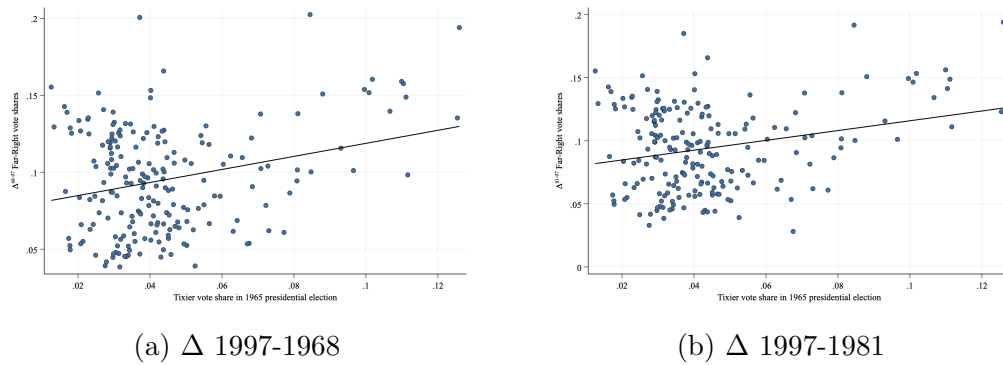 .2
.15
.1
.05
Δ⁶⁸⁻⁹⁷ Far-Right vote shares
.02 .04 .06 .08 .1 .12
Tixier vote share in 1965 presidential election
(a) Δ 1997-1968
.2
.15
.1
.05
0
Δ⁸¹⁻⁹⁷ Far-Right vote shares
.02 .04 .06 .08 .1 .12
Tixier vote share in 1965 presidential election
(b) Δ 1997-1981